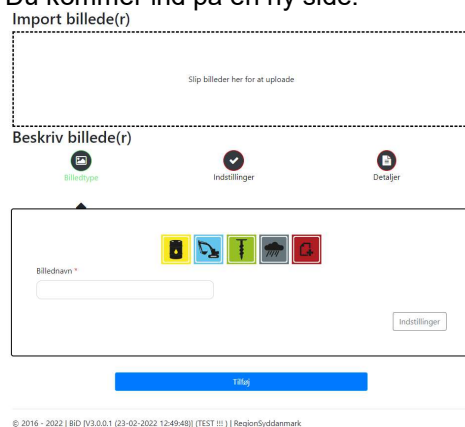 Du kommer ind på en ny side.
Import billede(r)
Slip billeder her for at uploade
Beskriv billede(r)
Billedtype
Indstillinger
Detaljer
Billednavn *
Indstillinger
Tilføj
© 2016 - 2022 | BiD [V3.0.0.1 (23-02-2022 12:49:48)] (TEST !!! ) | RegionSyddanmark